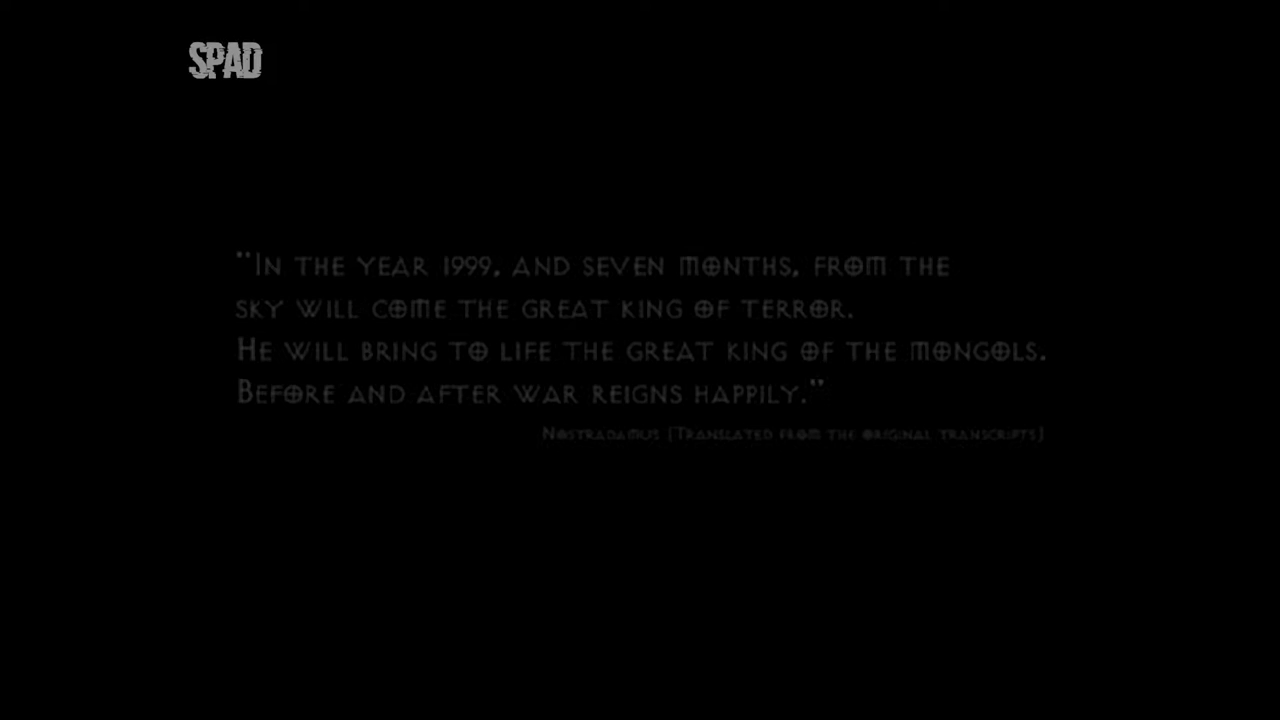 SPAD
"In the year 1999, and seven months, from the
sky will come the great king of terror.
He will bring to life the great king of the Mongols.
Before and after war reigns happily."
Nostradamus (Translated from the original transcripts)